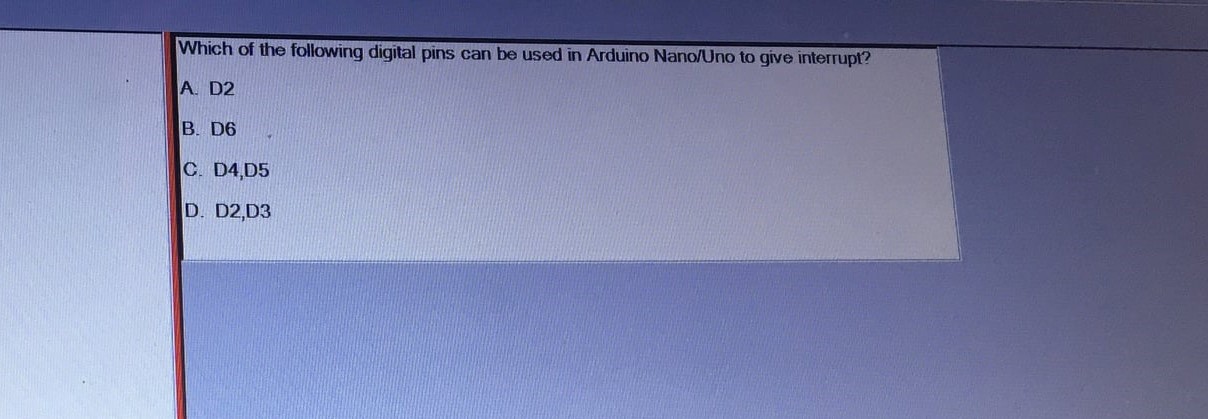 Which of the following digital pins can be used in Arduino Nano/Uno to give interrupt?
A. D2
B. D6
C. D4,D5
D. D2,D3